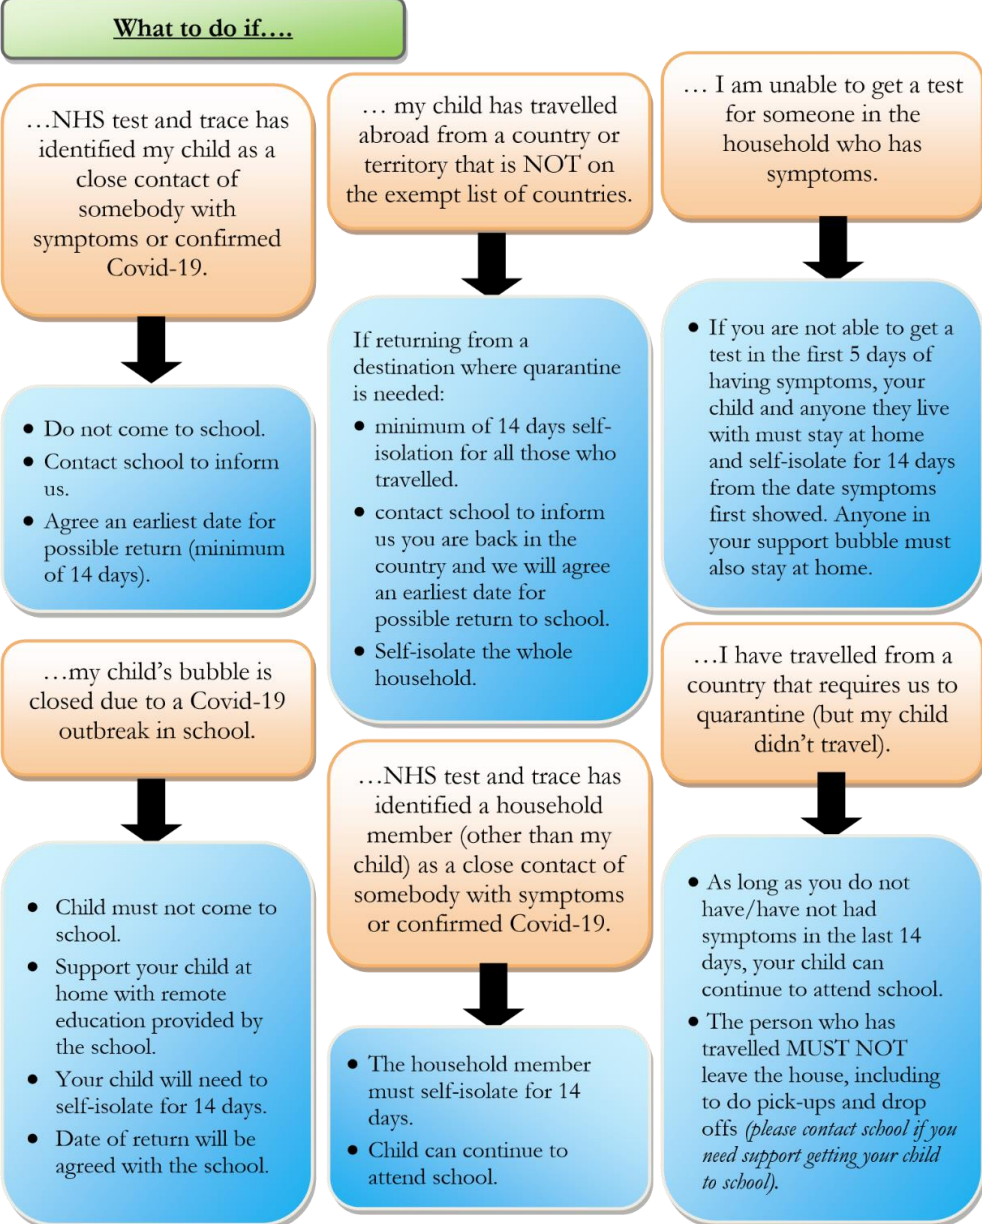 What to do if….
…NHS test and trace has
identified my child as a
close contact of
somebody with
symptoms or confirmed
Covid-19.
• Do not come to school.
• Contact school to inform
us.
• Agree an earliest date for
possible return (minimum
of 14 days).
… my child has travelled
abroad from a country or
territory that is NOT on
the exempt list of countries.
If returning from a
destination where quarantine
is needed:
• minimum of 14 days self-
isolation for all those who
travelled.
• contact school to inform
us you are back in the
country and we will agree
an earliest date for
possible return to school.
• Self-isolate the whole
household.
… I am unable to get a test
for someone in the
household who has
symptoms.
• If you are not able to get a
test in the first 5 days of
having symptoms, your
child and anyone they live
with must stay at home
and self-isolate for 14 days
from the date symptoms
first showed. Anyone in
your support bubble must
also stay at home.
…my child’s bubble is
closed due to a Covid-19
outbreak in school.
• Child must not come to
school.
• Support your child at
home with remote
education provided by
the school.
• Your child will need to
self-isolate for 14 days.
• Date of return will be
agreed with the school.
…NHS test and trace has
identified a household
member (other than my
child) as a close contact of
somebody with symptoms
or confirmed Covid-19.
• The household member
must self-isolate for 14
days.
• Child can continue to
attend school.
…I have travelled from a
country that requires us to
quarantine (but my child
didn’t travel).
• As long as you do not
have/have not had
symptoms in the last 14
days, your child can
continue to attend school.
• The person who has
travelled MUST NOT
leave the house, including
to do pick-ups and drop
offs (please contact school if you
need support getting your child
to school).